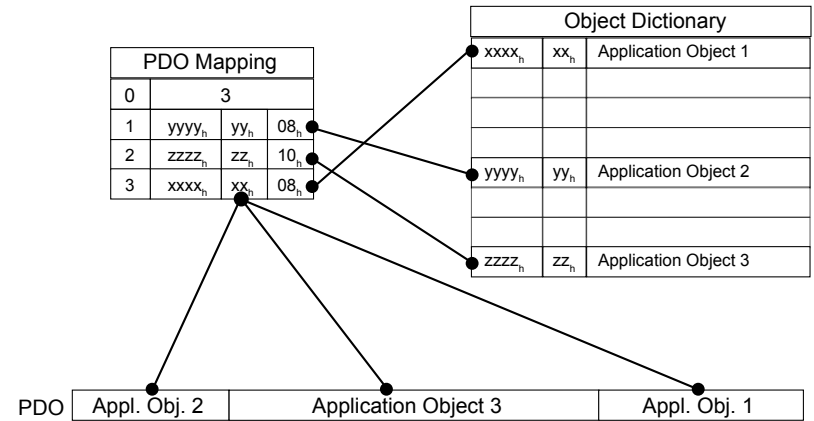 Object Dictionary
xxxxₕ xxₕ Application Object 1
yyyyₕ yyₕ Application Object 2
zzzzₕ zzₕ Application Object 3
PDO Mapping
0 3
1 yyyyₕ yyₕ 08ₕ
2 zzzzₕ zzₕ 10ₕ
3 xxxxₕ xxₕ 08ₕ
PDO Appl. Obj. 2 Application Object 3 Appl. Obj. 1